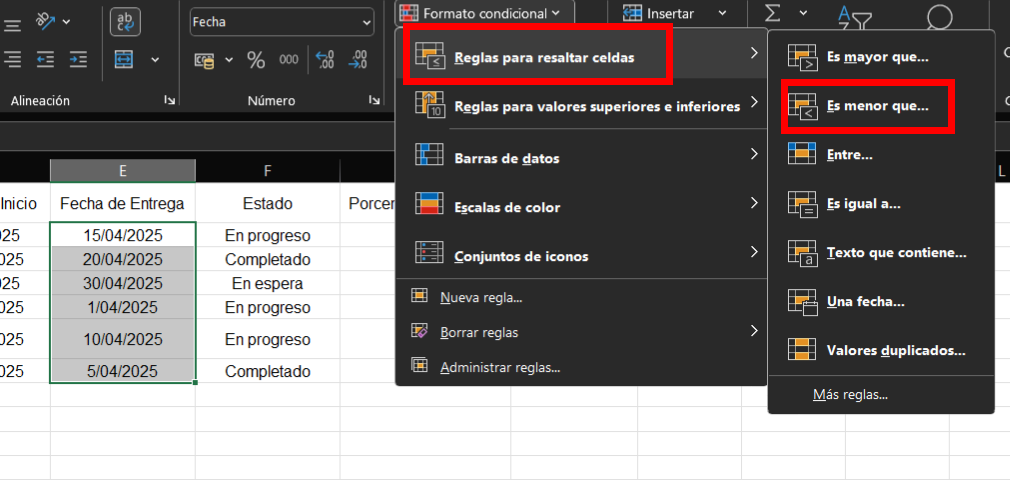 ab
Fecha
Formato condicional
Insertar
% 000
Alineación
Número
Reglas para resaltar celdas
Reglas para valores superiores e inferiores
10
Barras de datos
Escalas de color
Conjuntos de iconos
Nueva regla...
Borrar reglas
Administrar reglas...
Es mayor que...
Es menor que...
Entre...
Es igual a...
Texto que contiene...
Una fecha...
Valores duplicados...
Más reglas...
E F L
Inicio Fecha de Entrega Estado Porcen
025 15/04/2025 En progreso
025 20/04/2025 Completado
025 30/04/2025 En espera
025 1/04/2025 En progreso
025 10/04/2025 En progreso
025 5/04/2025 Completado